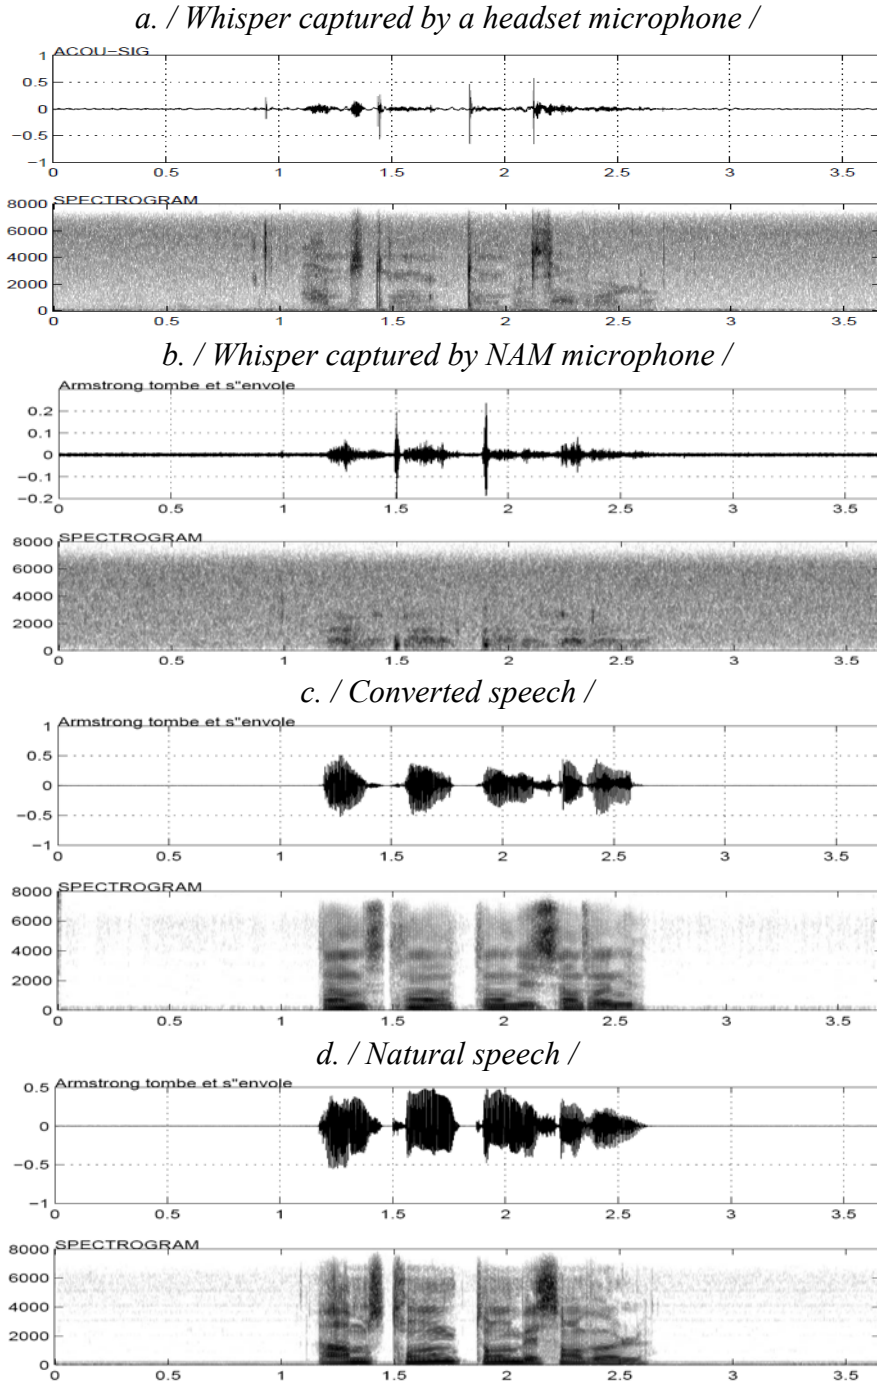 a. / Whisper captured by a headset microphone /
ACOU−SIG
1
0.5
0
−0.5
−1
0 0.5 1 1.5 2 2.5 3 3.5
SPECTROGRAM
8000
6000
4000
2000
0
0 0.5 1 1.5 2 2.5 3 3.5
b. / Whisper captured by NAM microphone /
Armstrong tombe et s"envole
0.2
0.1
0
−0.1
−0.2
0 0.5 1 1.5 2 2.5 3 3.5
SPECTROGRAM
8000
6000
4000
2000
0
0 0.5 1 1.5 2 2.5 3 3.5
c. / Converted speech /
Armstrong tombe et s"envole
1
0.5
0
−0.5
−1
0 0.5 1 1.5 2 2.5 3 3.5
SPECTROGRAM
8000
6000
4000
2000
0
0 0.5 1 1.5 2 2.5 3 3.5
d. / Natural speech /
Armstrong tombe et s"envole
0.5
0
−0.5
−1
0 0.5 1 1.5 2 2.5 3 3.5
SPECTROGRAM
8000
6000
4000
2000
0
0 0.5 1 1.5 2 2.5 3 3.5